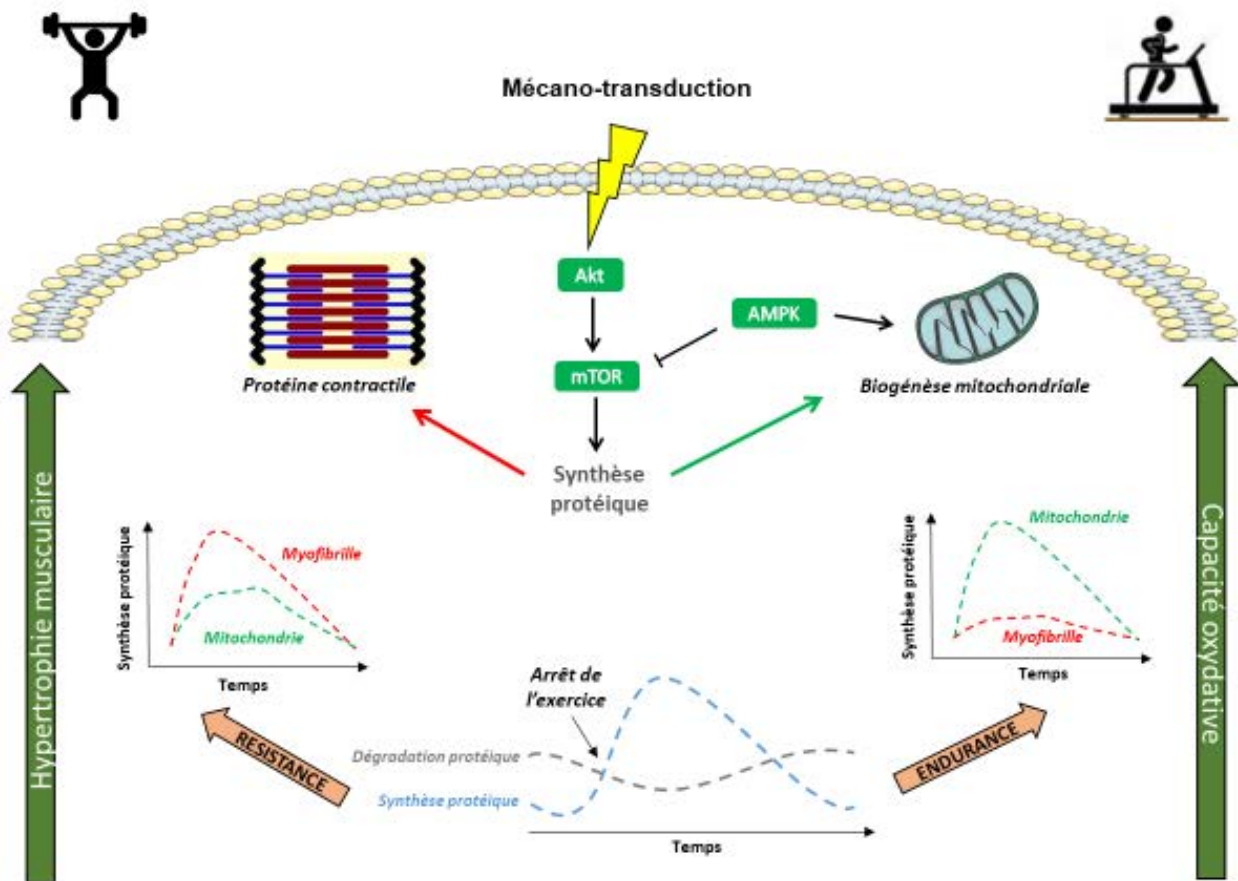 Mécano-transduction
Akt
AMPK
mTOR
Protéine contractile
Biogénèse mitochondriale
Synthèse
protéique
Hypertrophie musculaire
Capacité oxydative
Synthèse protéique
Myofibrille
Mitochondrie
Temps
Synthèse protéique
Mitochondrie
Myofibrille
Temps
RESISTANCE
ENDURANCE
Arrêt de
l'exercice
Dégradation protéique
Synthèse protéique
Temps